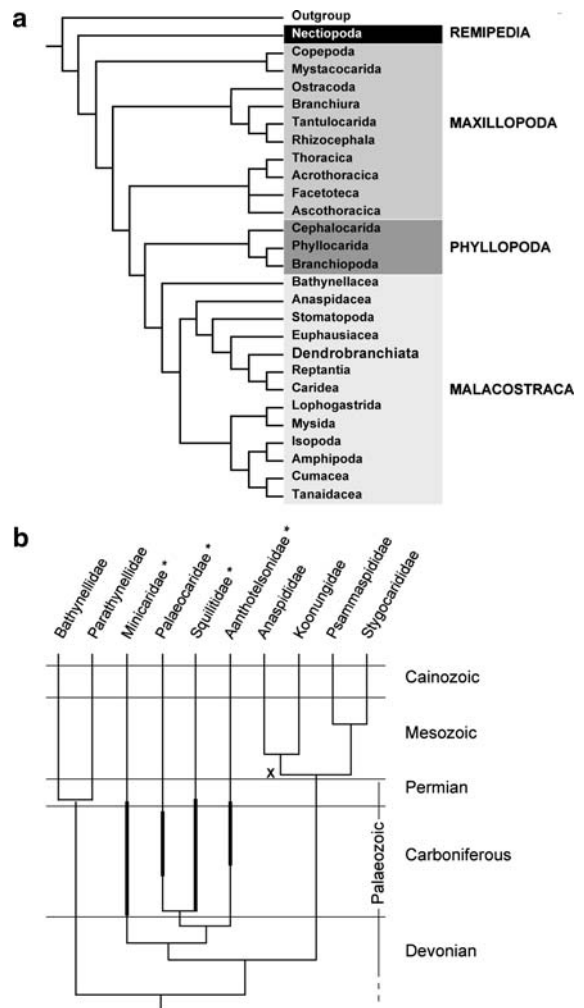 a
Outgroup
Nectiopoda REMIPEDIA
Copepoda
Mystacocarida
Ostracoda
Branchiura
Tantulocarida MAXILLOPODA
Rhizocephala
Thoracica
Acrothoracica
Facetoteca
Ascothoracica
Cephalocarida
Phyllocarida PHYLLOPODA
Branchiopoda
Bathynellacea
Anaspidacea
Stomatopoda
Euphausiacea
Dendrobranchiata
Reptantia
Caridea MALACOSTRACA
Lophogastrida
Mysida
Isopoda
Amphipoda
Cumacea
Tanaidacea
b
Bathynellidae
Parathynellidae
Minicaridae *
Palaeocaridae *
Squilitidae *
Aanthotelsonidae *
Anaspididae
Koonungidae
Psammaspididae
Stygocarididae
Cainozoic
Mesozoic
x
Permian
Carboniferous
Palaeozoic
Devonian